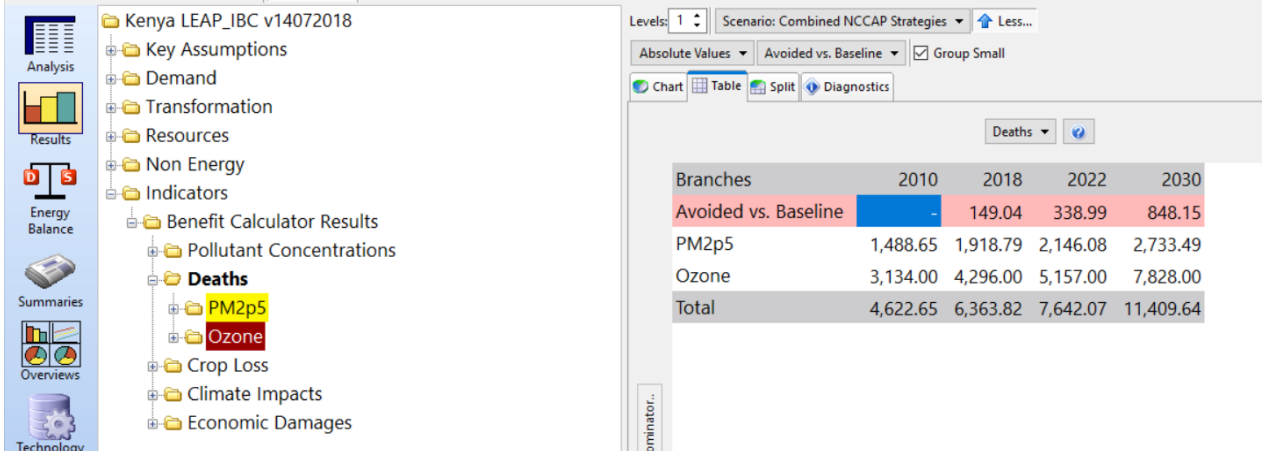 Analysis
Results
D S
Energy
Balance
Summaries
Overviews
Technology
Kenya LEAP_IBC v14072018
Key Assumptions
Demand
Transformation
Resources
Non Energy
Indicators
Benefit Calculator Results
Pollutant Concentrations
Deaths
PM2p5
Ozone
Crop Loss
Climate Impacts
Economic Damages
Levels: 1 Scenario: Combined NCCAP Strategies Less...
Absolute Values Avoided vs. Baseline Group Small
Chart Table Split Diagnostics
Deaths ?
Branches 2010 2018 2022 2030
Avoided vs. Baseline - 149.04 338.99 848.15
PM2p5 1,488.65 1,918.79 2,146.08 2,733.49
Ozone 3,134.00 4,296.00 5,157.00 7,828.00
Total 4,622.65 6,363.82 7,642.07 11,409.64
ominator..